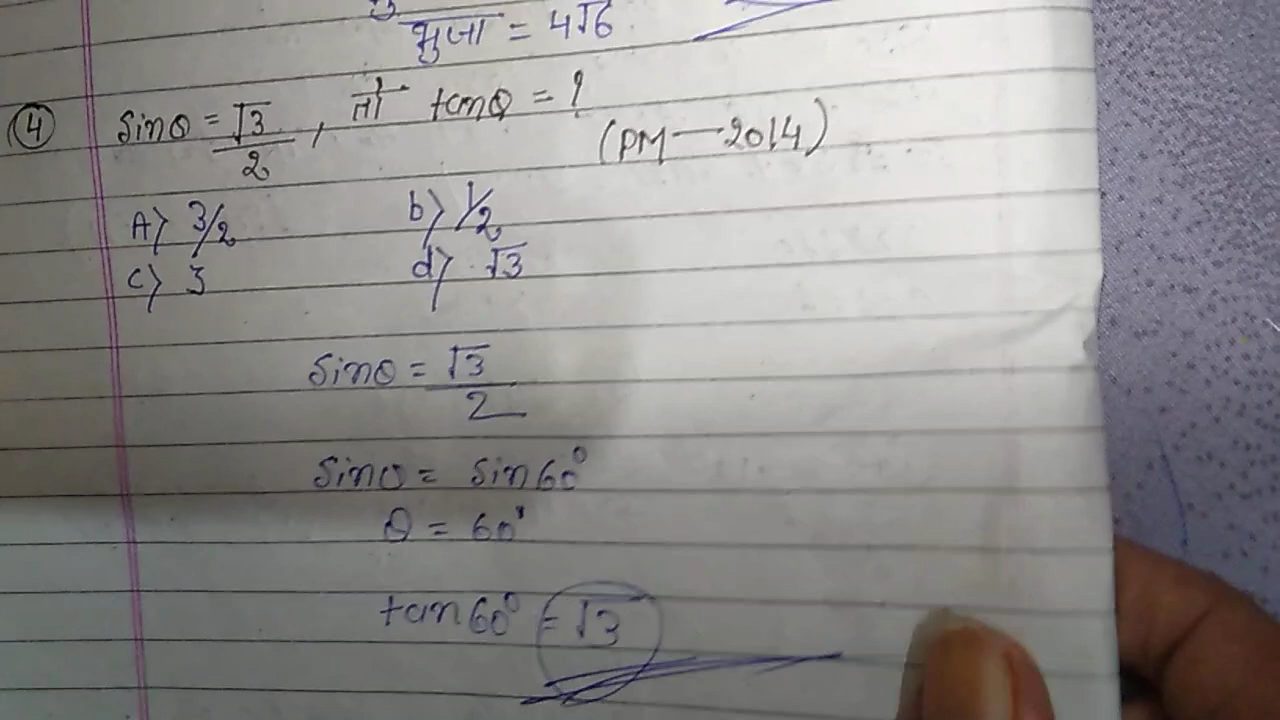 भुजा = 4√6
④ sinθ = √3/2, तो tanθ = ?
(PM—2014)
A) 3/2 b) 1/2
c) 3 d) √3
sinθ = √3/2
sinθ = sin60°
θ = 60°
tan60° = √3